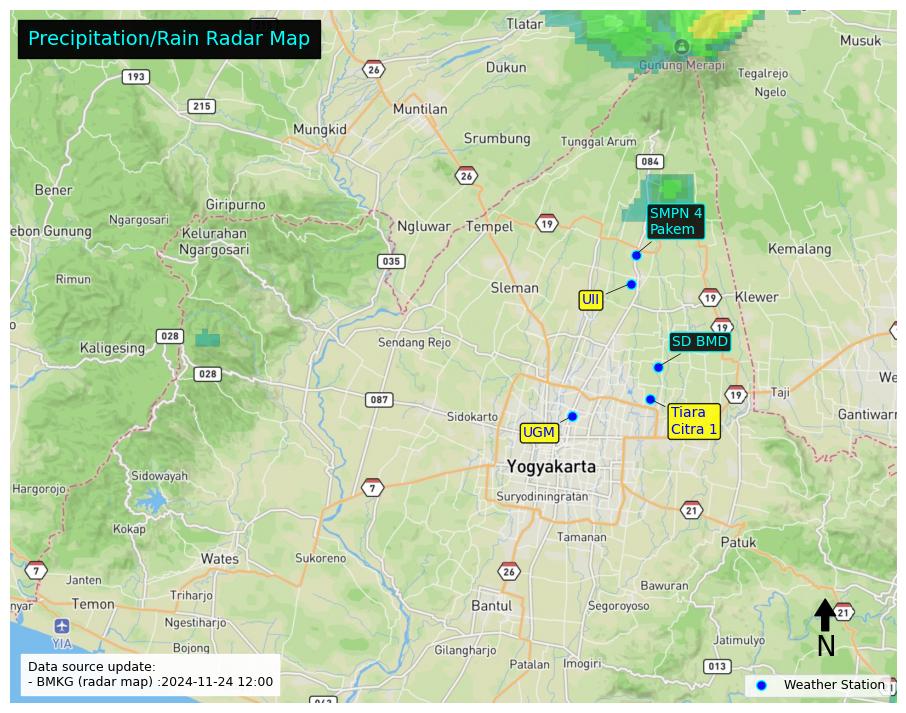 Precipitation/Rain Radar Map
Tlatar
Musuk
26
Dukun
Gunung Merapi
Tegalrejo
193
Ngelo
215
Muntilan
Mungkid
Srumbung
Tunggal Arum
084
26
Bener
Giripurno
SMPN 4
Pakem
Ngargosari
Kelurahan
Ngargosari
Ngluwar
Tempel
19
ebon Gunung
Kemalang
035
Rimun
Sleman
UII
19
Klewer
19
028
Kaligesing
Sendang Rejo
SD BMD
028
We
087
19
Taji
Sidokarto
Tiara
Citra 1
Gantiwarn
UGM
Yogyakarta
Sidowayah
Hargorojo
7
Suryodiningratan
21
Kokap
Tamanan
Patuk
Wates
Sukoreno
7
26
Janten
Bawuran
Triharjo
nyar
Temon
Bantul
Segoroyoso
21
Ngestiharjo
YIA
Jatimulyo
N
Bojong
Gilangharjo
Patalan
Imogiri
013
Data source update:
- BMKG (radar map) :2024-11-24 12:00
Weather Station